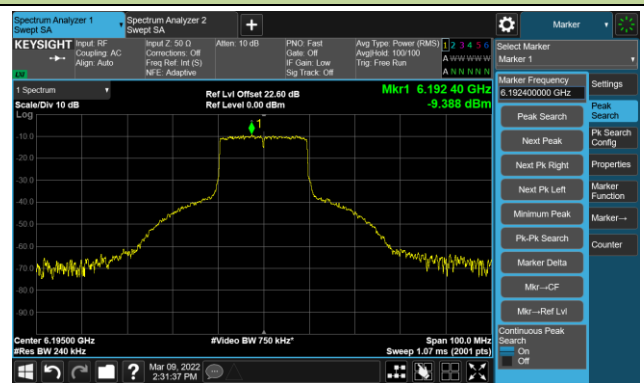 Spectrum Analyzer 1
Swept SA
Spectrum Analyzer 2
Swept SA
+
Marker
KEYSIGHT
Input: RF
Coupling: AC
Align: Auto
Input Z: 50 Ω
Corrections: Off
Freq Ref: Int (S)
NFE: Adaptive
Atten: 10 dB
PNO: Fast
Gate: Off
IF Gain: Low
Sig Track: Off
Avg Type: Power (RMS)
Avg|Hold: 100/100
Trig: Free Run
1 2 3 4 5 6
A W W W W W
A N N N N N
LXI
Select Marker
Marker 1
1 Spectrum
Scale/Div 10 dB
Log
Ref Lvl Offset 22.60 dB
Ref Level 0.00 dBm
Mkr1 6.192 40 GHz
-9.388 dBm
1
-10.0
-20.0
-30.0
-40.0
-50.0
-60.0
-70.0
-80.0
-90.0
Center 6.19500 GHz
#Res BW 240 kHz
#Video BW 750 kHz*
Span 100.0 MHz
Sweep 1.07 ms (2001 pts)
Marker Frequency
6.192400000 GHz
Peak Search
Next Peak
Next Pk Right
Next Pk Left
Minimum Peak
Pk-Pk Search
Marker Delta
Mkr→CF
Mkr→Ref Lvl
Continuous Peak
Search
On
Off
Settings
Peak
Search
Pk Search
Config
Properties
Marker
Function
Marker→
Counter
?
Mar 09, 2022
2:31:37 PM